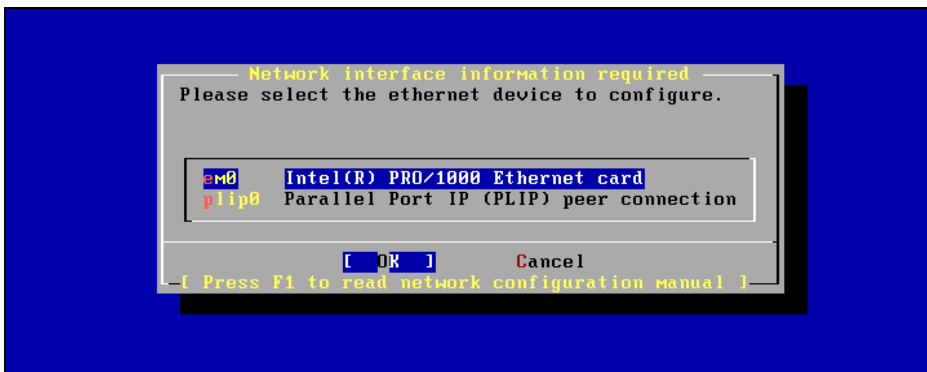 Network interface information required
Please select the ethernet device to configure.
em0 Intel(R) PRO/1000 Ethernet card
plip0 Parallel Port IP (PLIP) peer connection
[ OK ] Cancel
[ Press F1 to read network configuration manual ]